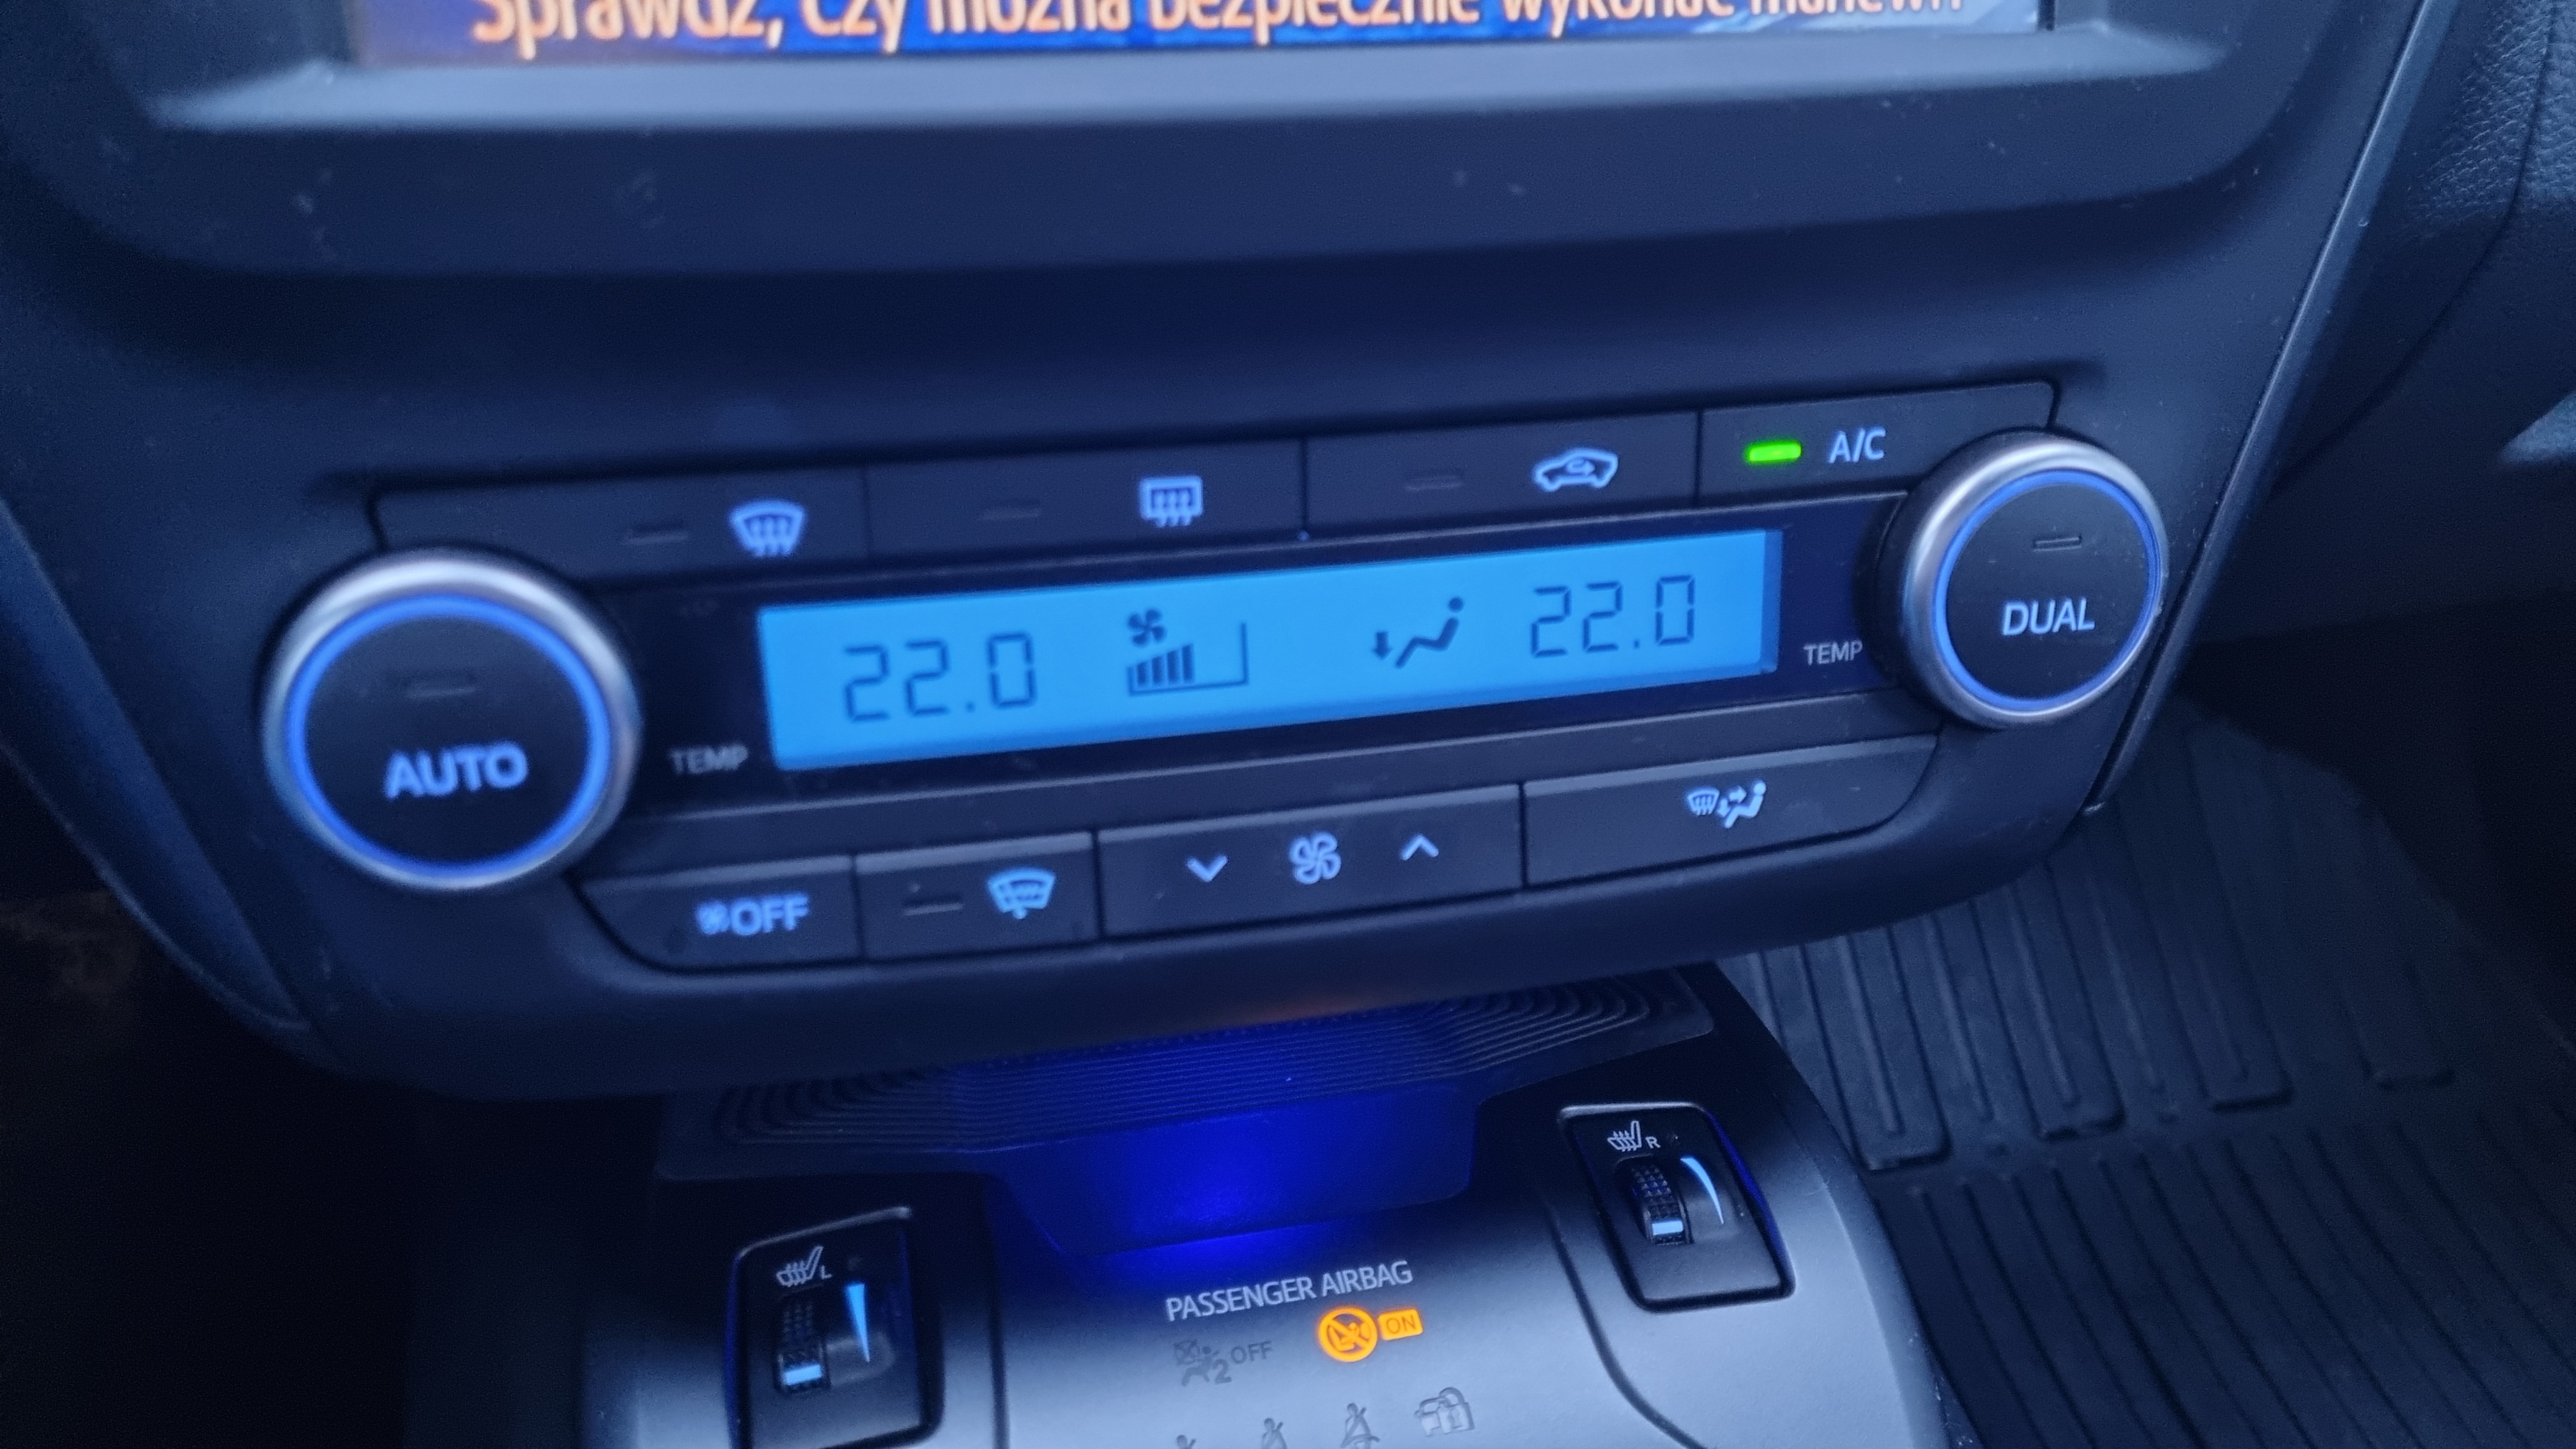 Sprawdź, czy można bezpiecznie wykonać manewr.
A/C
22.0
22.0
DUAL
TEMP
AUTO
TEMP
OFF
R
L
PASSENGER AIRBAG
2 OFF
ON